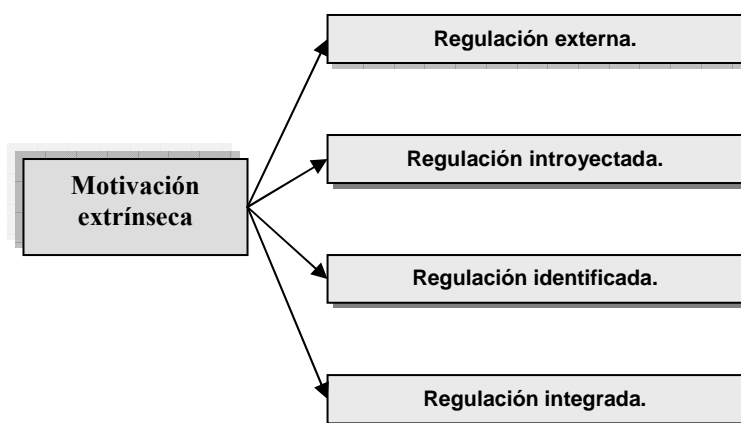 Regulación externa.
Regulación introyectada.
Motivación
extrínseca
Regulación identificada.
Regulación integrada.